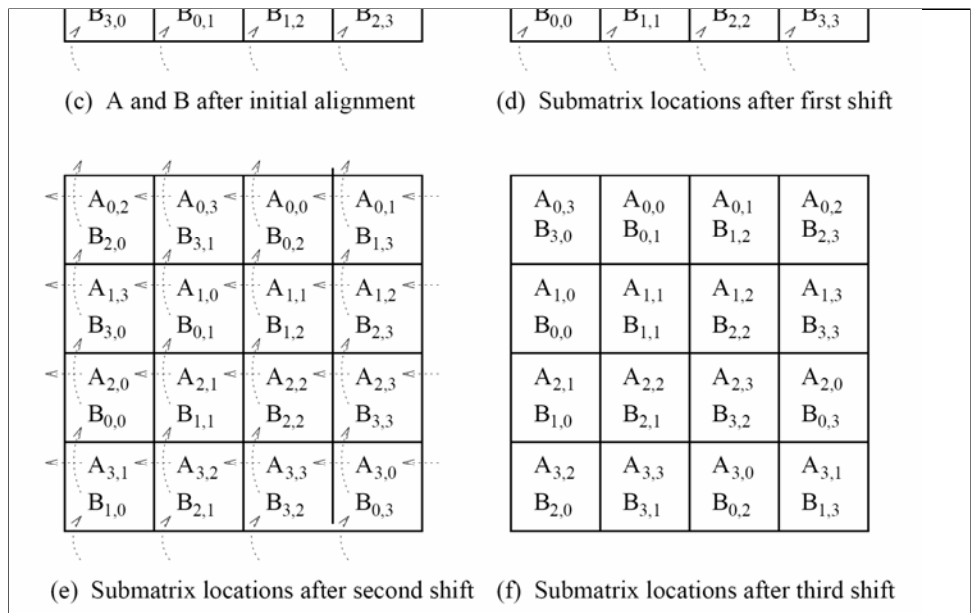 B3,0 B0,1 B1,2 B2,3
B0,0 B1,1 B2,2 B3,3
(c) A and B after initial alignment
(d) Submatrix locations after first shift
A0,2 A0,3 A0,0 A0,1
B2,0 B3,1 B0,2 B1,3
A1,3 A1,0 A1,1 A1,2
B3,0 B0,1 B1,2 B2,3
A2,0 A2,1 A2,2 A2,3
B0,0 B1,1 B2,2 B3,3
A3,1 A3,2 A3,3 A3,0
B1,0 B2,1 B3,2 B0,3
(e) Submatrix locations after second shift
A0,3 A0,0 A0,1 A0,2
B3,0 B0,1 B1,2 B2,3
A1,0 A1,1 A1,2 A1,3
B0,0 B1,1 B2,2 B3,3
A2,1 A2,2 A2,3 A2,0
B1,0 B2,1 B3,2 B0,3
A3,2 A3,3 A3,0 A3,1
B2,0 B3,1 B0,2 B1,3
(f) Submatrix locations after third shift